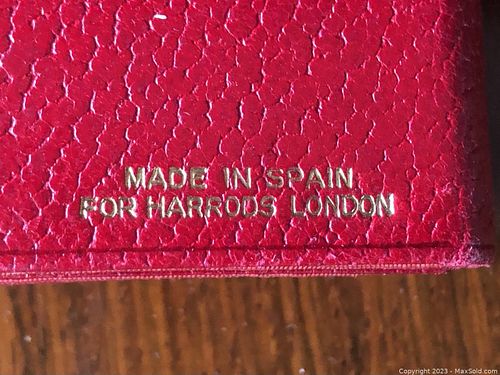 MADE IN SPAIN
FOR HARRODS LONDON
Copyright 2023 - MaxSold.com